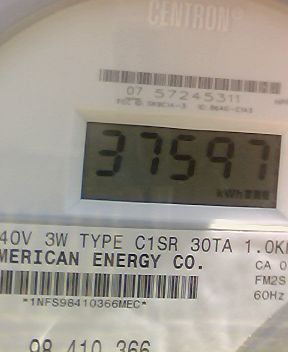 CENTRON®
07 57245311
37597
kWh
40V 3W TYPE C1SR 30TA 1.0K
MERICAN ENERGY CO.
CA 0
FM2S
60Hz
*1NFS98410366MEC*
98 410 366